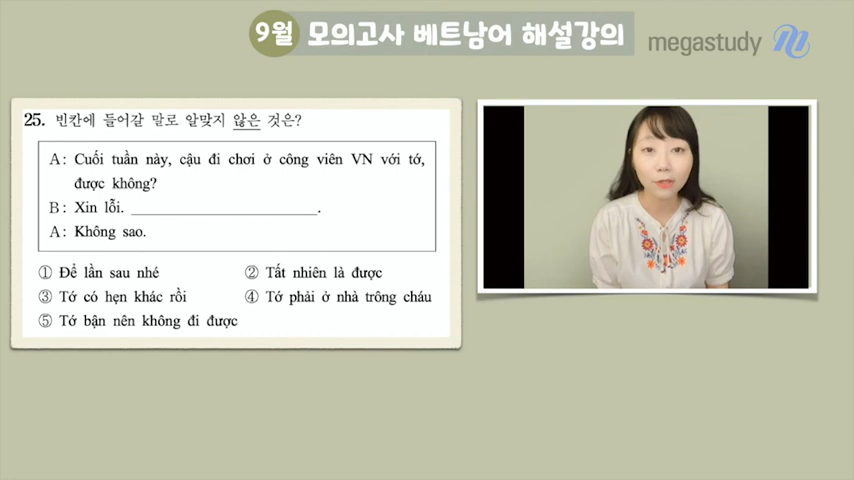 9월 모의고사 베트남어 해설강의
megastudy
25. 빈칸에 들어갈 말로 알맞지 않은 것은?
A: Cuối tuần này, cậu đi chơi ở công viên VN với tớ,
được không?
B: Xin lỗi. ____________________.
A: Không sao.
① Để lần sau nhé
② Tất nhiên là được
③ Tớ có hẹn khác rồi
④ Tớ phải ở nhà trông cháu
⑤ Tớ bận nên không đi được